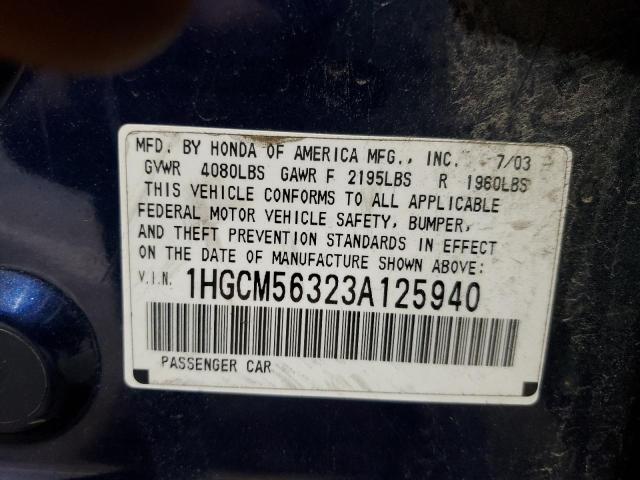 MFD. BY HONDA OF AMERICA MFG., INC. 7/03
GVWR 4080LBS GAWR F 2195LBS R 1960LBS
THIS VEHICLE CONFORMS TO ALL APPLICABLE
FEDERAL MOTOR VEHICLE SAFETY, BUMPER,
AND THEFT PREVENTION STANDARDS IN EFFECT
ON THE DATE OF MANUFACTURE SHOWN ABOVE:
V.I.N. 1HGCM56323A125940
PASSENGER CAR